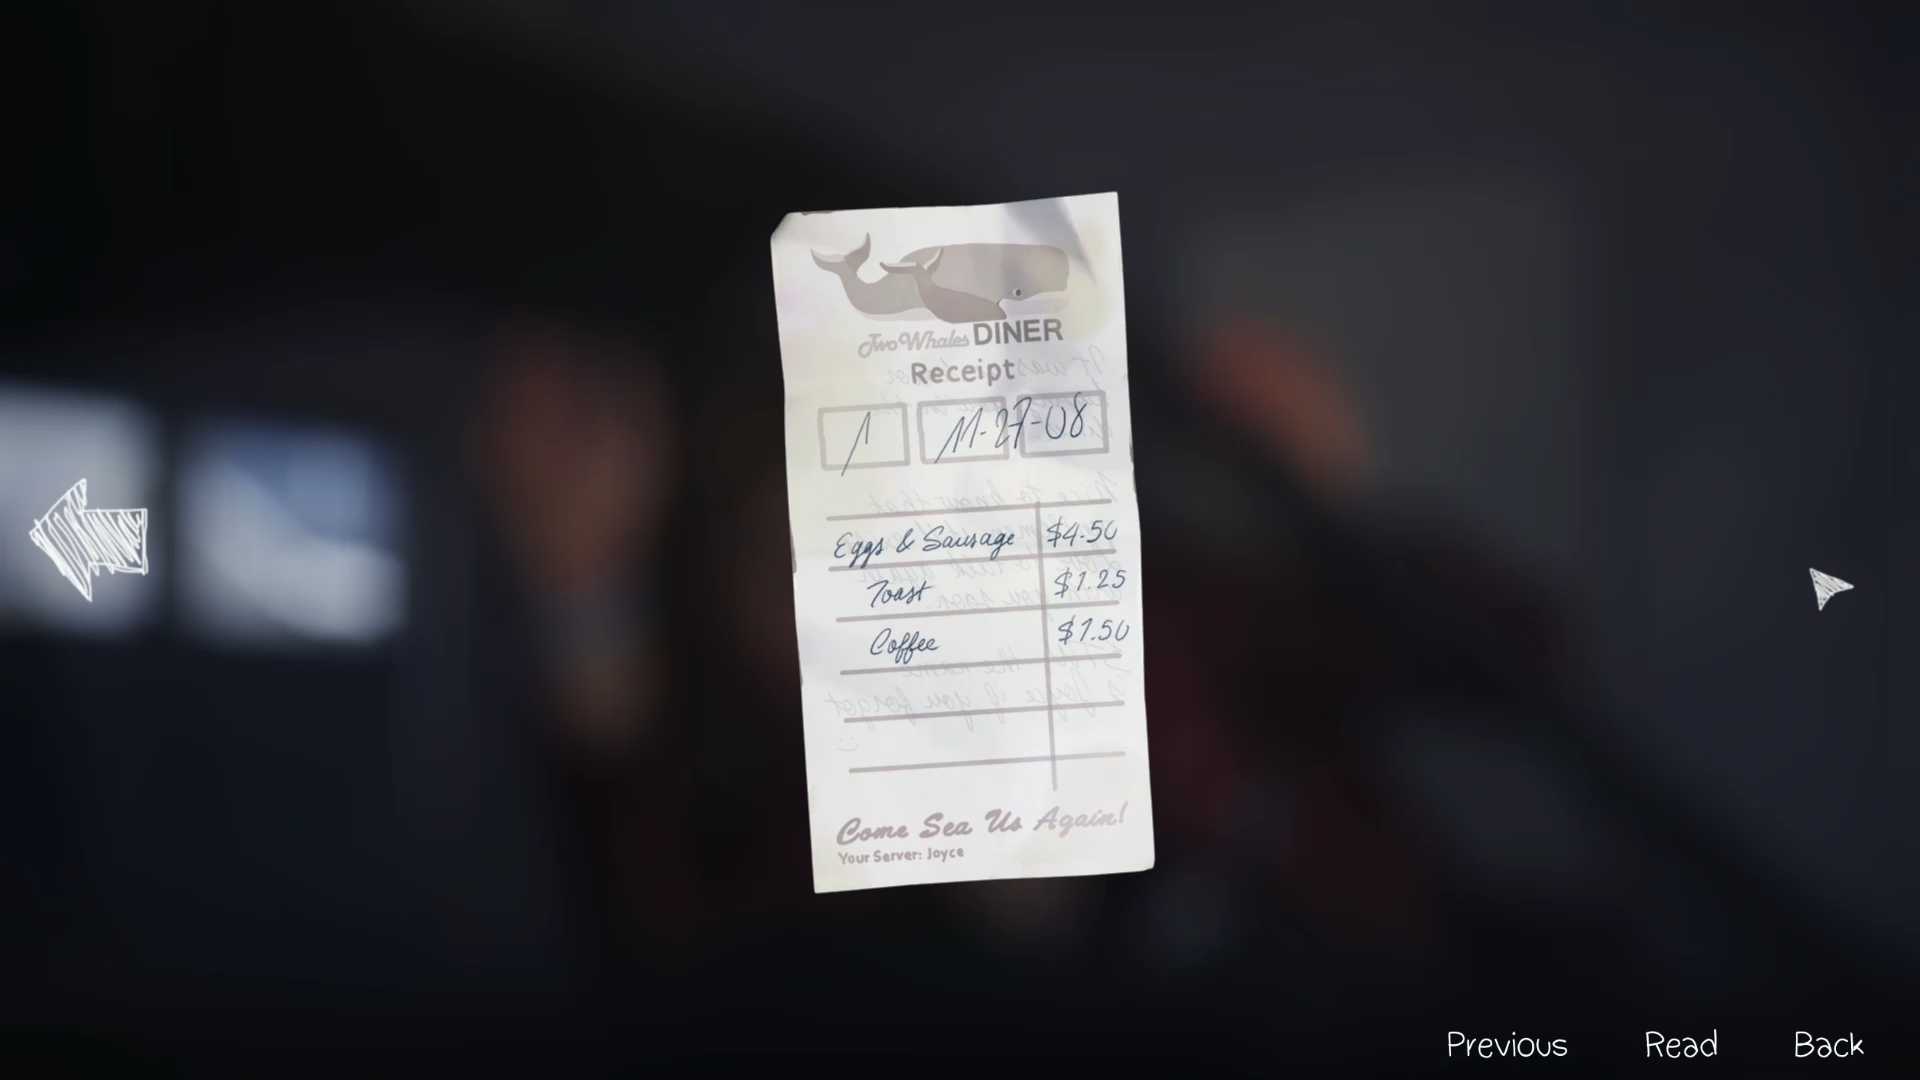 Two Whales DINER
Receipt
1 11-27-08
Eggs & Sausage $4.50
Toast $1.25
Coffee $1.50
Come Sea Us Again!
Your Server: Joyce
Previous Read Back